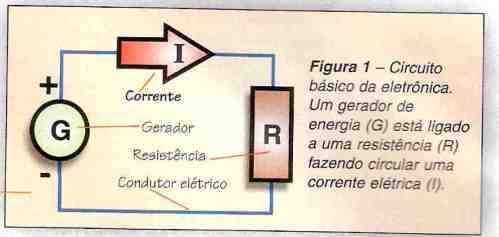 I
+
Corrente
G
Gerador
R
Resistência
-
Condutor elétrico
Figura 1 – Circuito
básico da eletrônica.
Um gerador de
energia (G) está ligado
a uma resistência (R)
fazendo circular uma
corrente elétrica (I).